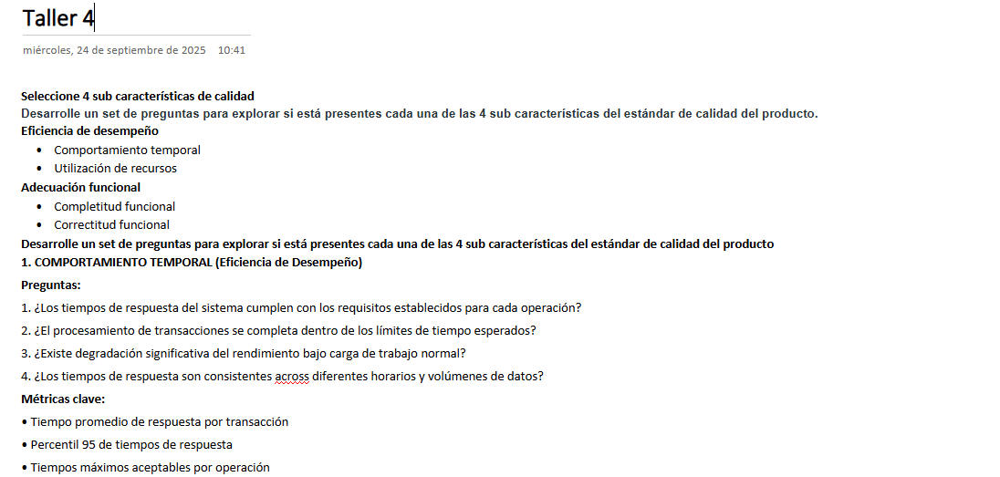 Taller 4
miércoles, 24 de septiembre de 2025 10:41
Seleccione 4 sub características de calidad
Desarrolle un set de preguntas para explorar si está presentes cada una de las 4 sub características del estándar de calidad del producto.
Eficiencia de desempeño
• Comportamiento temporal
• Utilización de recursos
Adecuación funcional
• Completitud funcional
• Correctitud funcional
Desarrolle un set de preguntas para explorar si está presentes cada una de las 4 sub características del estándar de calidad del producto
1. COMPORTAMIENTO TEMPORAL (Eficiencia de Desempeño)
Preguntas:
1. ¿Los tiempos de respuesta del sistema cumplen con los requisitos establecidos para cada operación?
2. ¿El procesamiento de transacciones se completa dentro de los límites de tiempo esperados?
3. ¿Existe degradación significativa del rendimiento bajo carga de trabajo normal?
4. ¿Los tiempos de respuesta son consistentes across diferentes horarios y volúmenes de datos?
Métricas clave:
• Tiempo promedio de respuesta por transacción
• Percentil 95 de tiempos de respuesta
• Tiempos máximos aceptables por operación